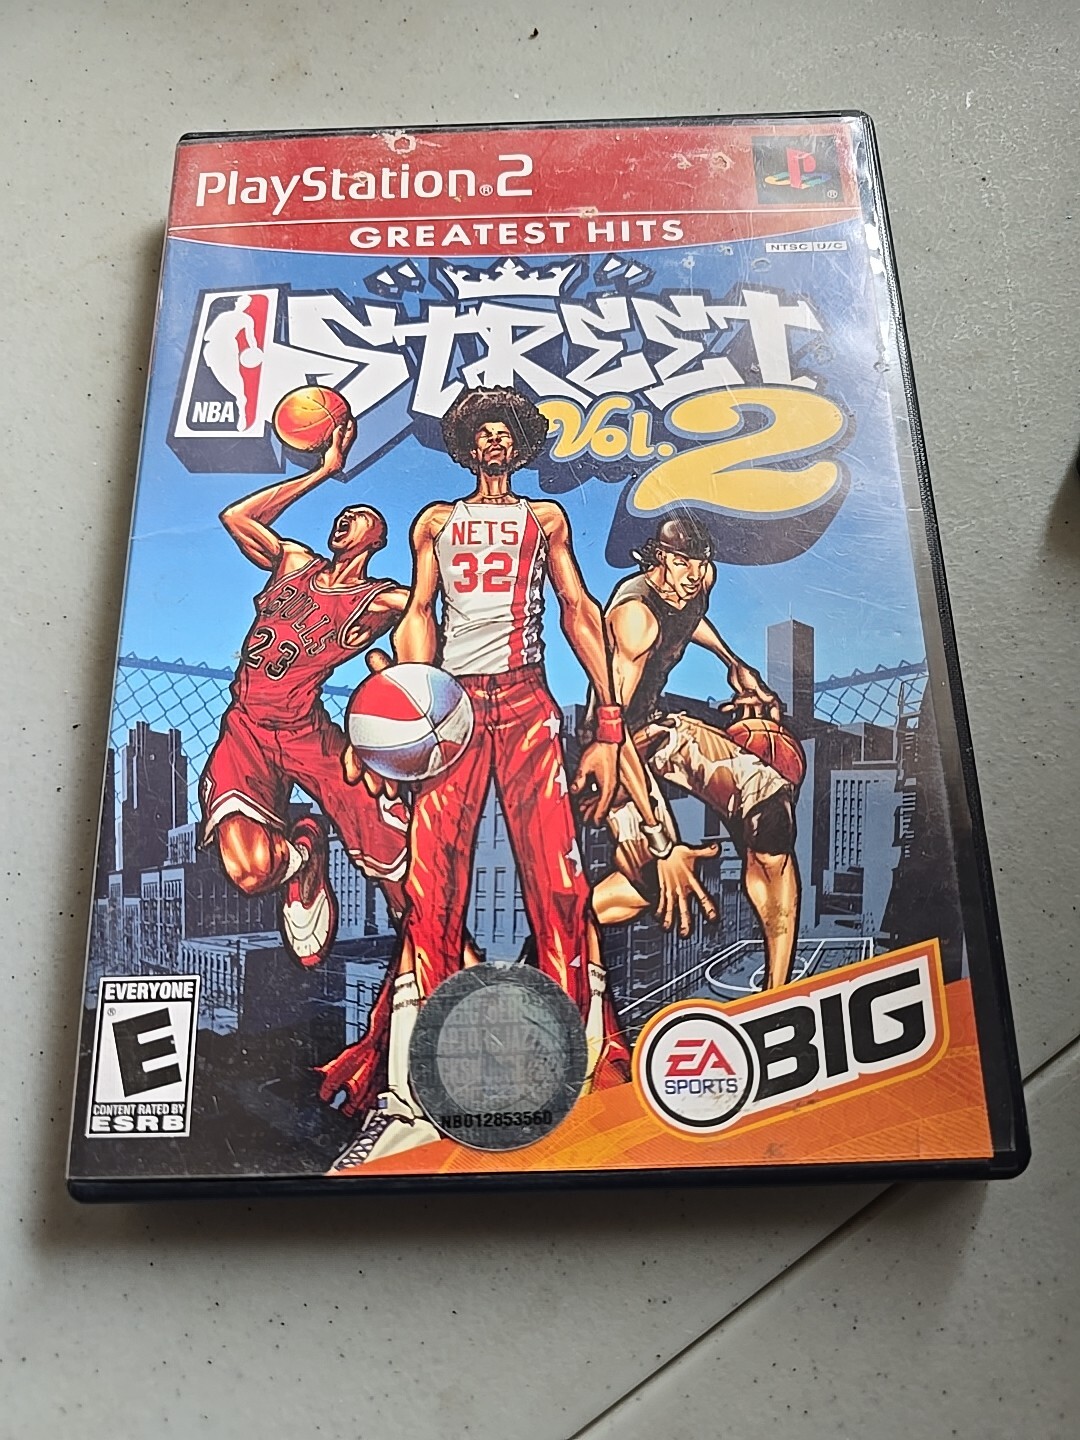 PlayStation®2
GREATEST HITS
NTSC U/C
®
NBA
STREET
Vol. 2
NETS
32
BULLS
23
EVERYONE
®
E
CONTENT RATED BY
ESRB
NB012853560
EA
SPORTS
BIG